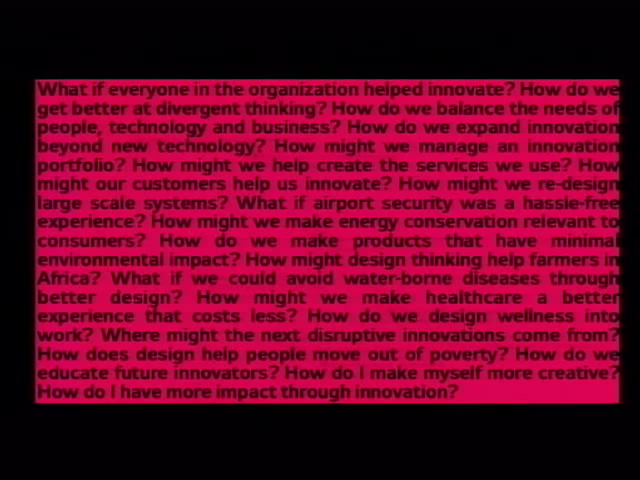 What if everyone in the organization helped innovate? How do we
get better at divergent thinking? How do we balance the needs of
people, technology and business? How do we expand innovation
beyond new technology? How might we manage an innovation
portfolio? How might we help create the services we use? How
might our customers help us innovate? How might we re-design
large scale systems? What if airport security was a hassle-free
experience? How might we make energy conservation relevant to
consumers? How do we make products that have minimal
environmental impact? How might design thinking help farmers in
Africa? What if we could avoid water-borne diseases through
better design? How might we make healthcare a better
experience that costs less? How do we design wellness into
work? Where might the next disruptive innovations come from?
How does design help people move out of poverty? How do we
educate future innovators? How do I make myself more creative?
How do I have more impact through innovation?